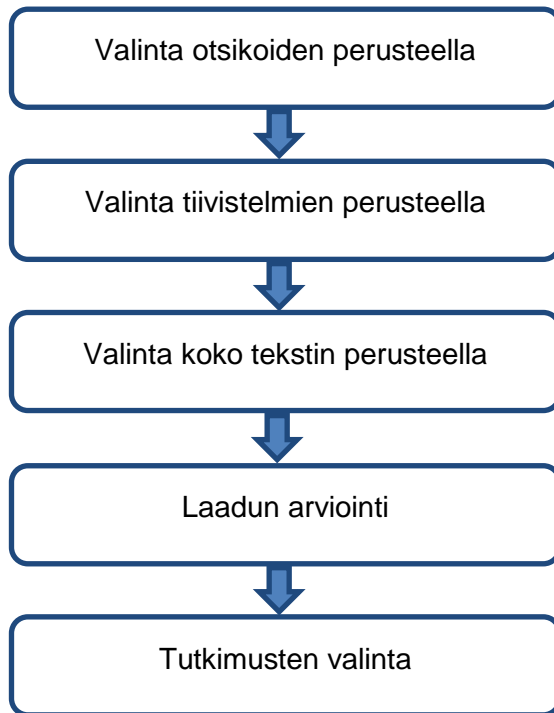 Valinta otsikoiden perusteella
Valinta tiivistelmien perusteella
Valinta koko tekstin perusteella
Laadun arviointi
Tutkimusten valinta